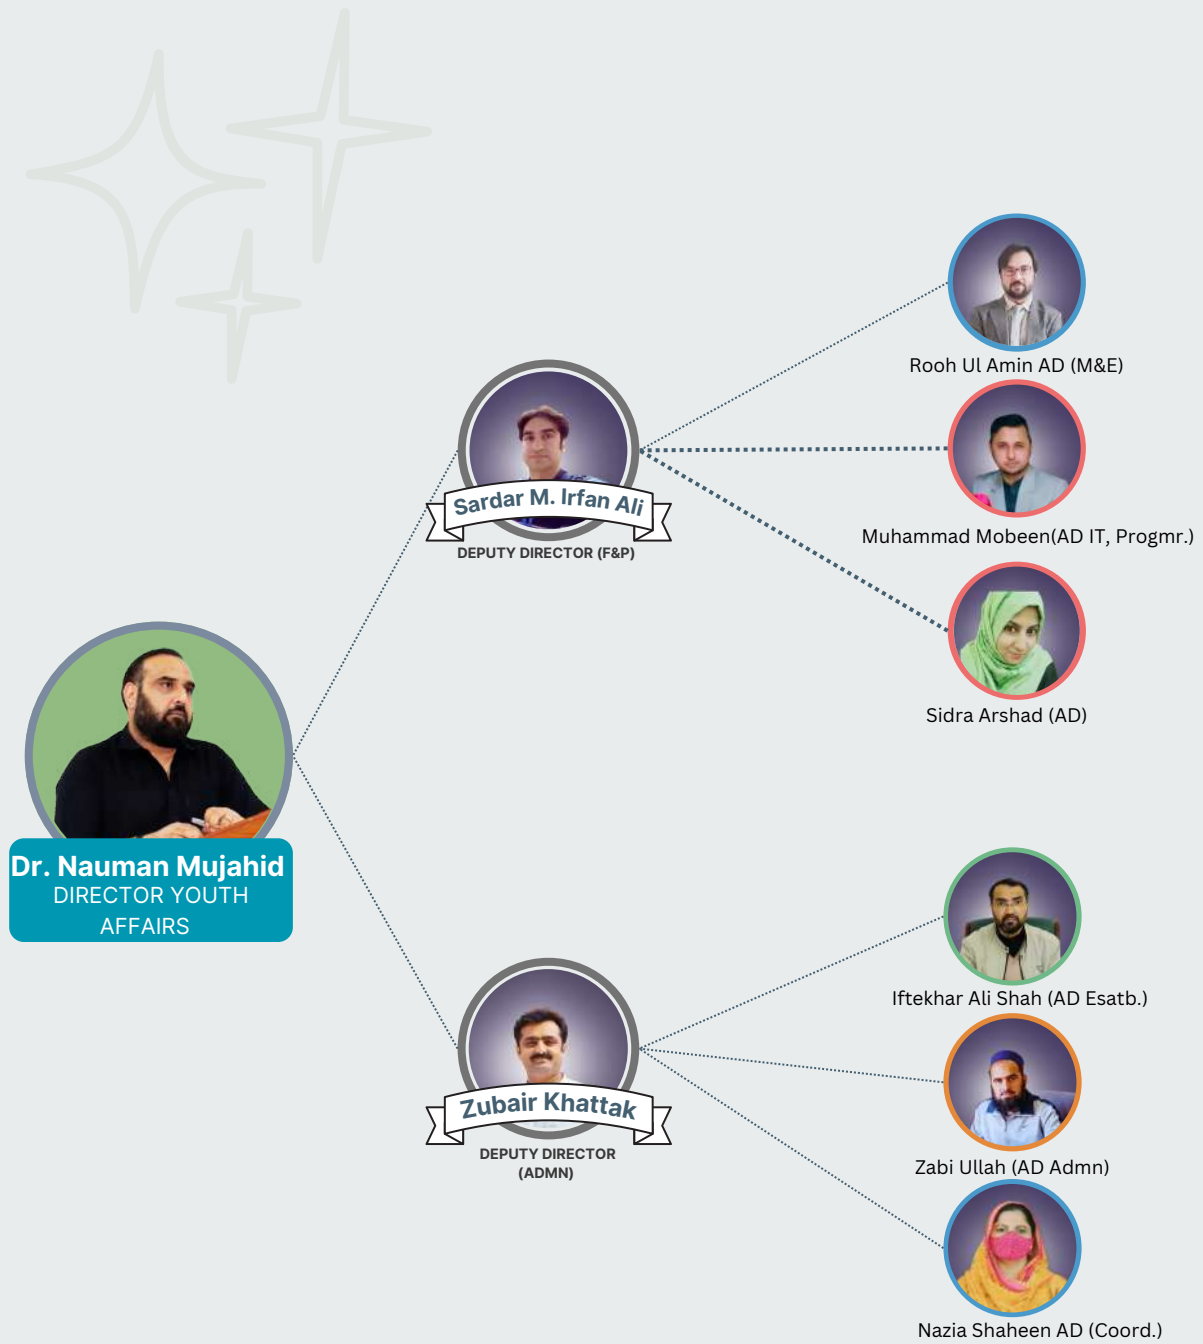 Rooh Ul Amin AD (M&E)
Sardar M. Irfan Ali
DEPUTY DIRECTOR (F&P)
Muhammad Mobeen(AD IT, Progmr.)
Sidra Arshad (AD)
Dr. Nauman Mujahid
DIRECTOR YOUTH
AFFAIRS
Iftekhar Ali Shah (AD Esatb.)
Zubair Khattak
DEPUTY DIRECTOR
(ADMN)
Zabi Ullah (AD Admn)
Nazia Shaheen AD (Coord.)